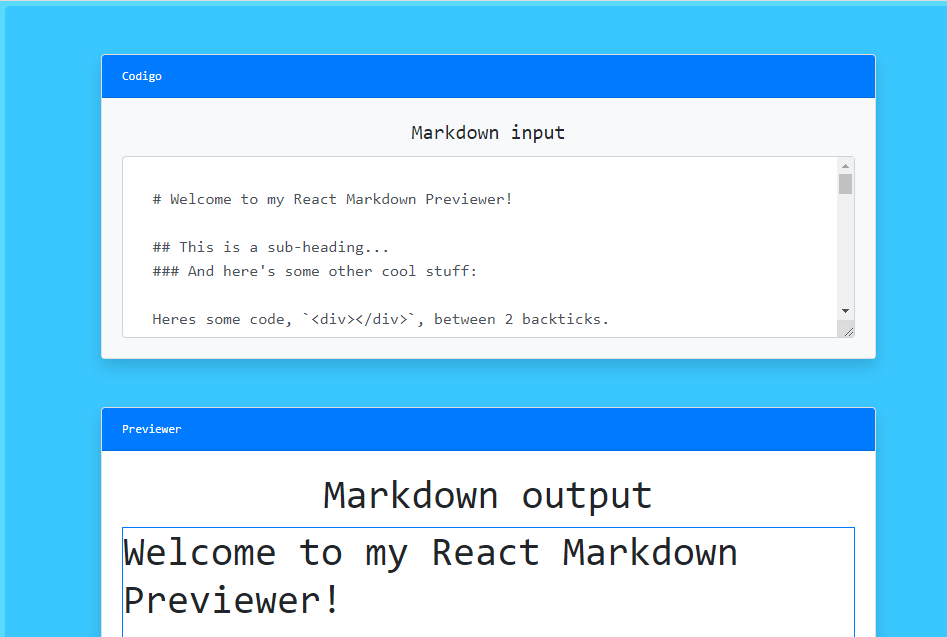 Codigo
Markdown input
# Welcome to my React Markdown Previewer!
## This is a sub-heading...
### And here's some other cool stuff:
Heres some code, `<div></div>`, between 2 backticks.
Previewer
Markdown output
Welcome to my React Markdown
Previewer!